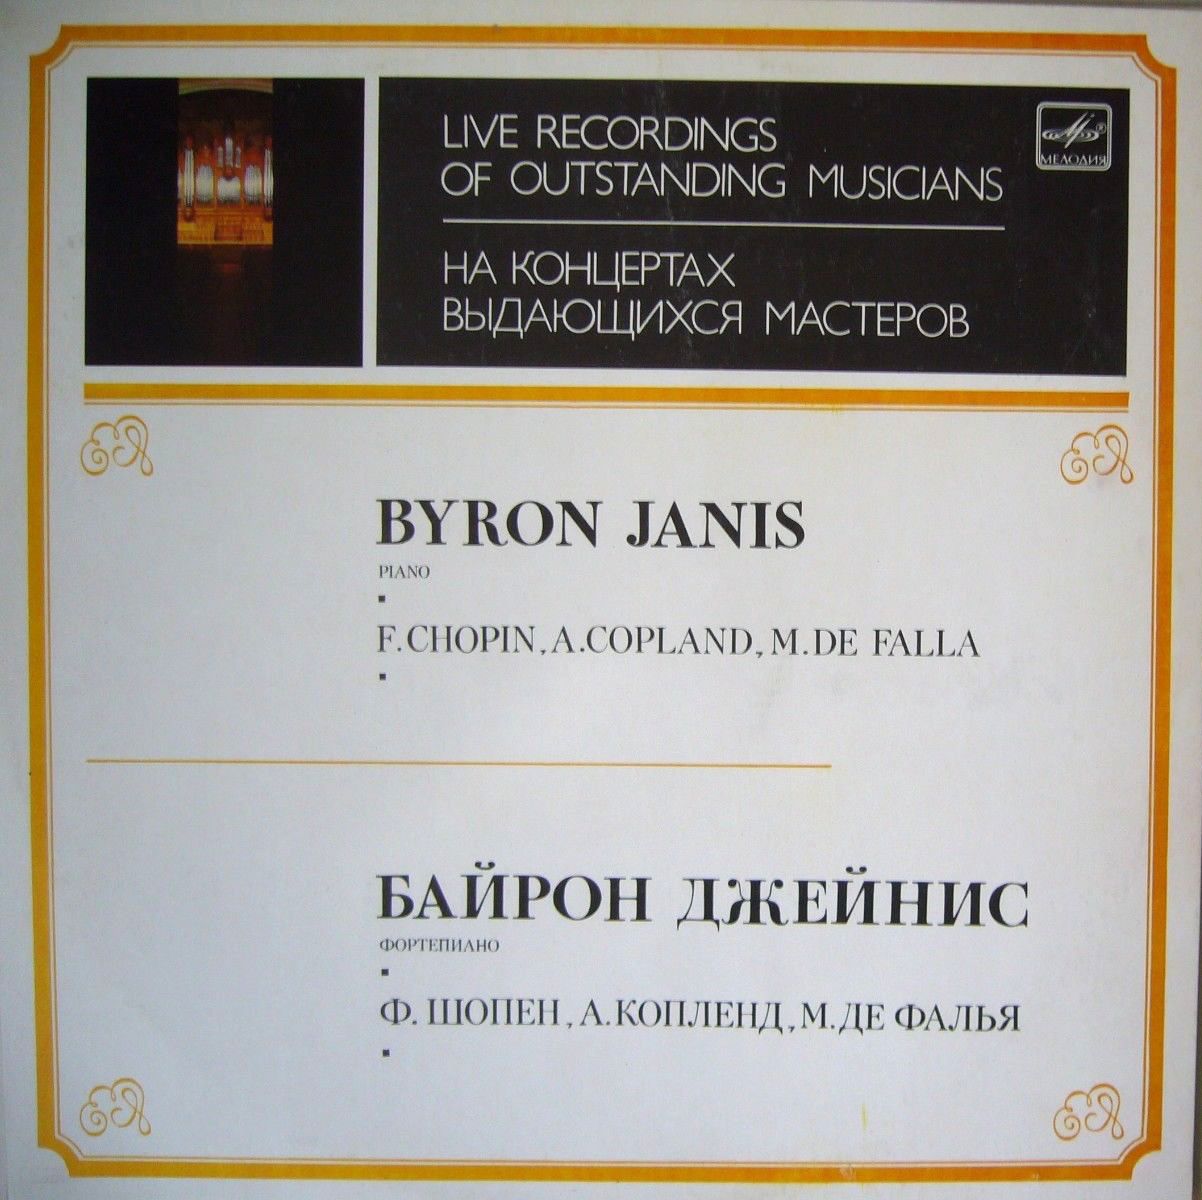 LIVE RECORDINGS
OF OUTSTANDING MUSICIANS
МЕЛОДИЯ
НА КОНЦЕРТАХ
ВЫДАЮЩИХСЯ МАСТЕРОВ
BYRON JANIS
PIANO
F.CHOPIN, A.COPLAND, M.DE FALLA
БАЙРОН ДЖЕЙНИС
ФОРТЕПИАНО
Ф. ШОПЕН, А.КОПЛЕНД, М.ДЕ ФАЛЬЯ